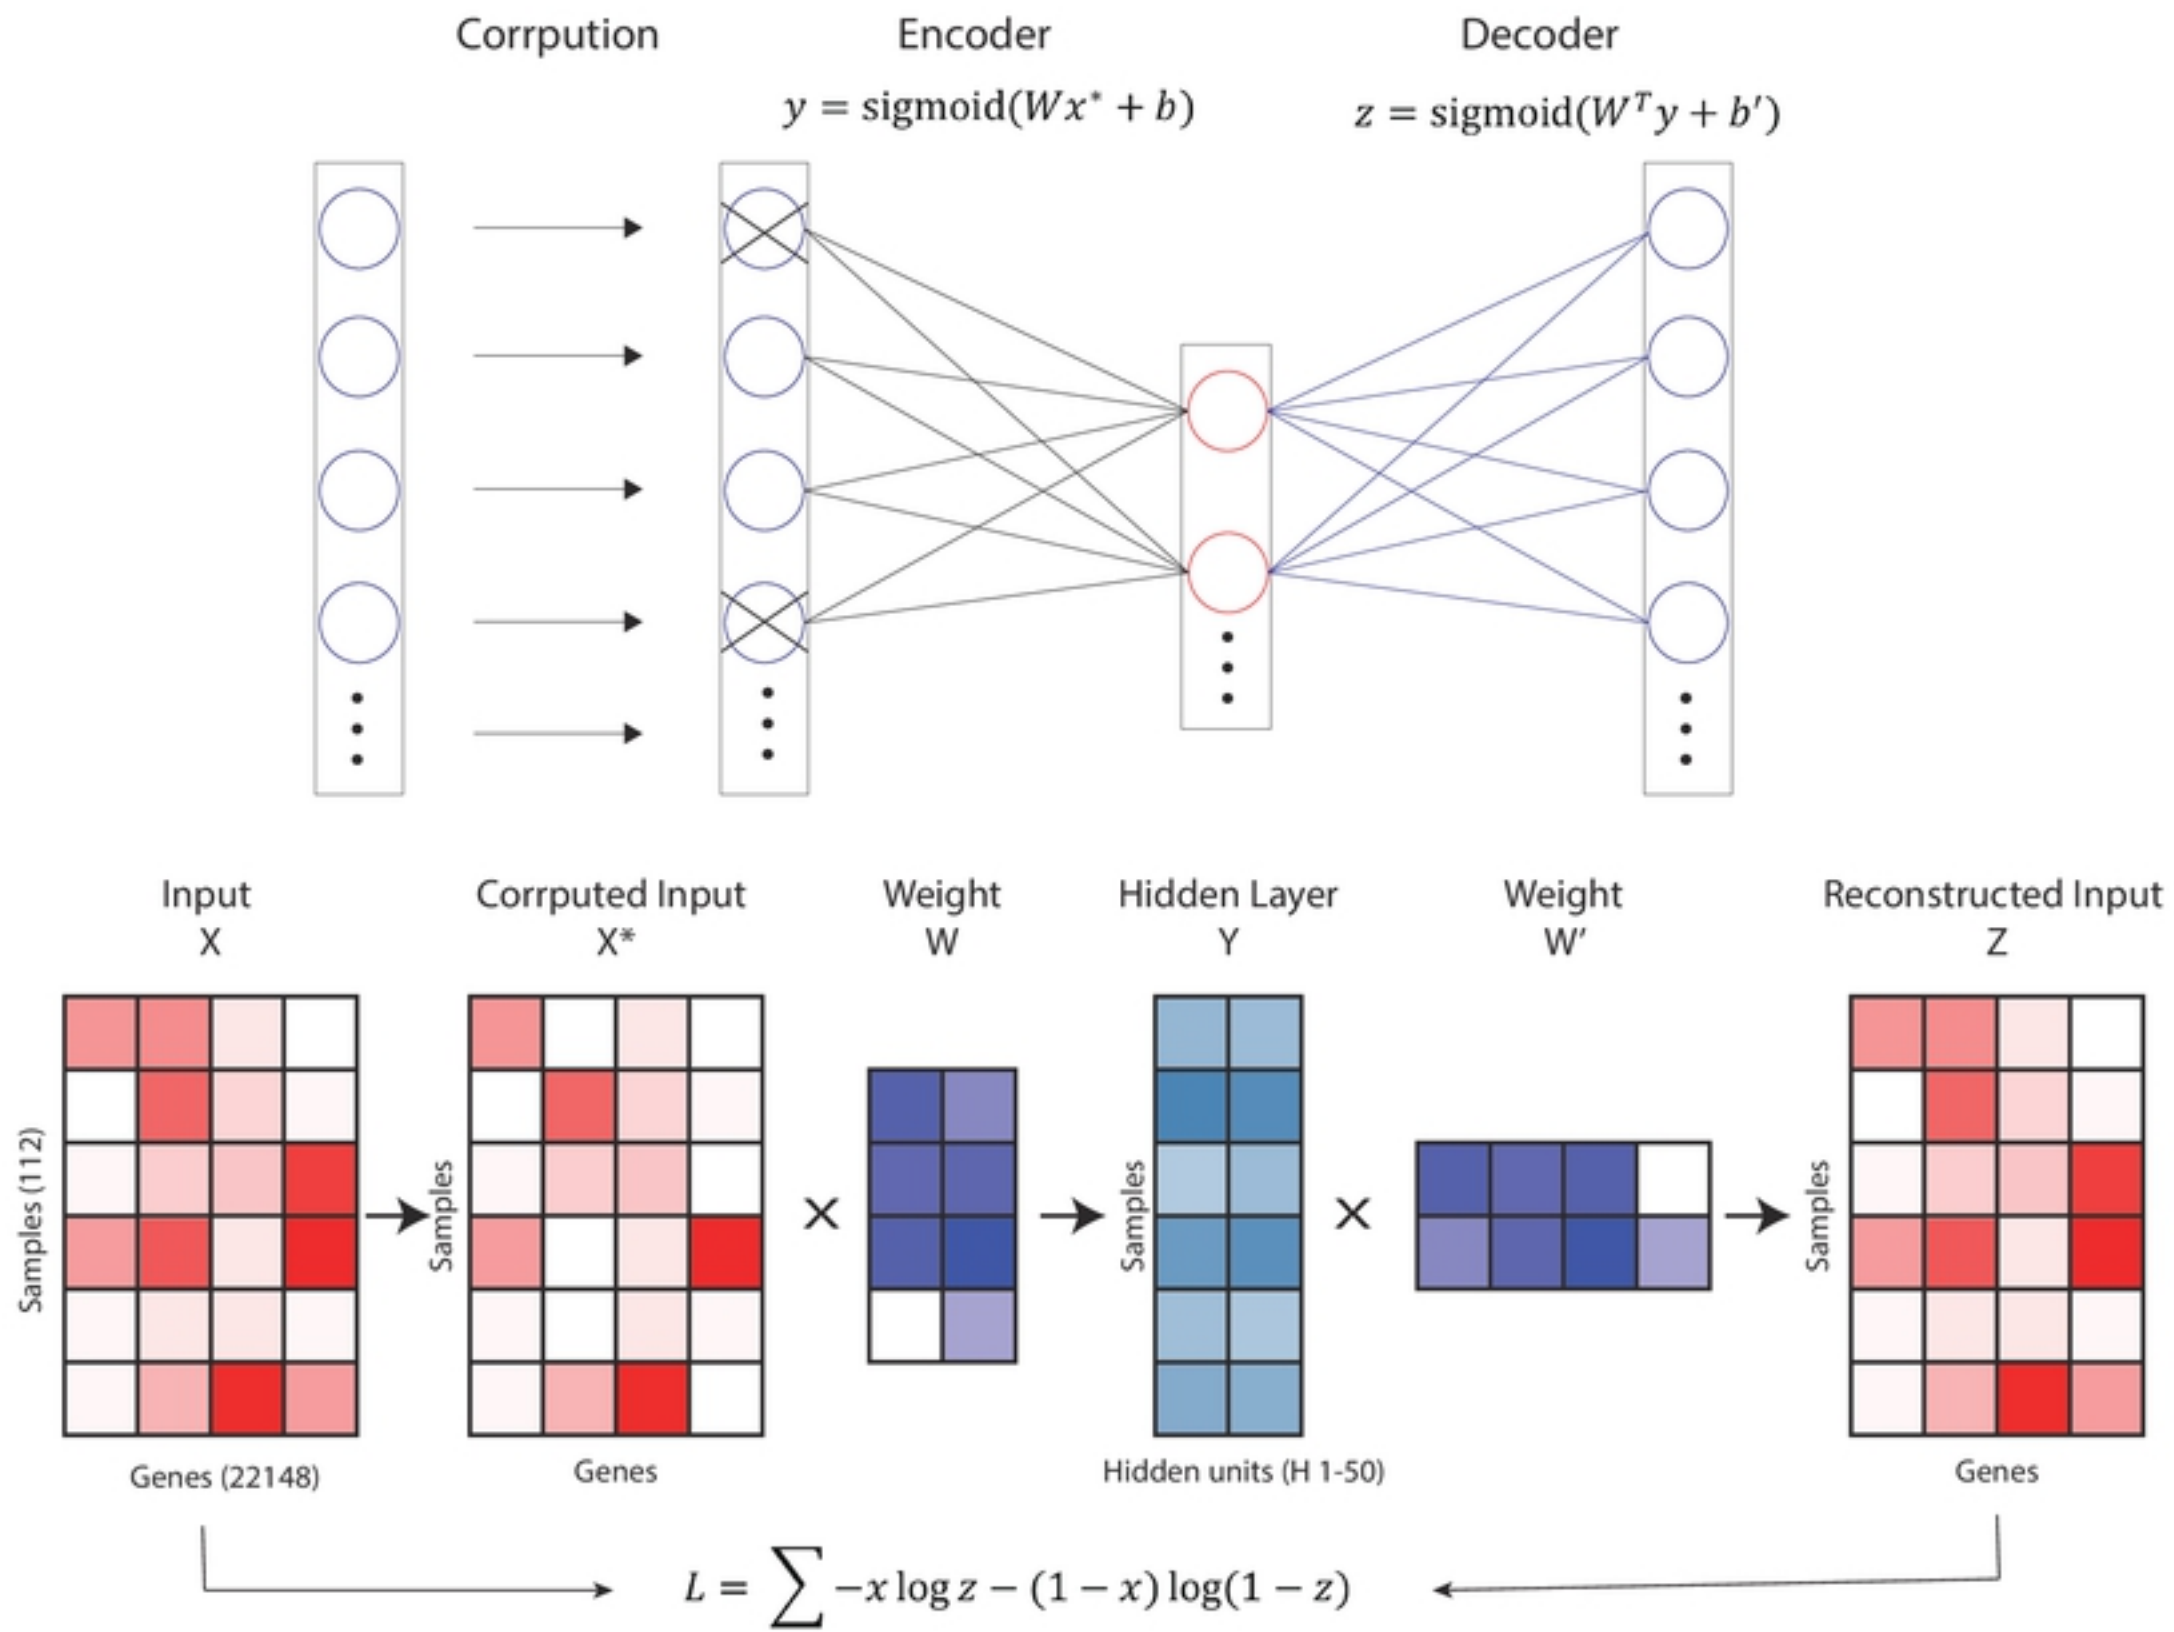 Corrpution
Encoder
Decoder
y = sigmoid(Wx* + b)
z = sigmoid(Wᵀy + b′)
Input
X
Corrputed Input
X*
Weight
W
Hidden Layer
Y
Weight
W′
Reconstructed Input
Z
Samples (112)
Samples
×
Samples
×
Samples
Genes (22148)
Genes
Hidden units (H 1-50)
Genes
L = ∑ −x log z − (1 − x) log(1 − z)